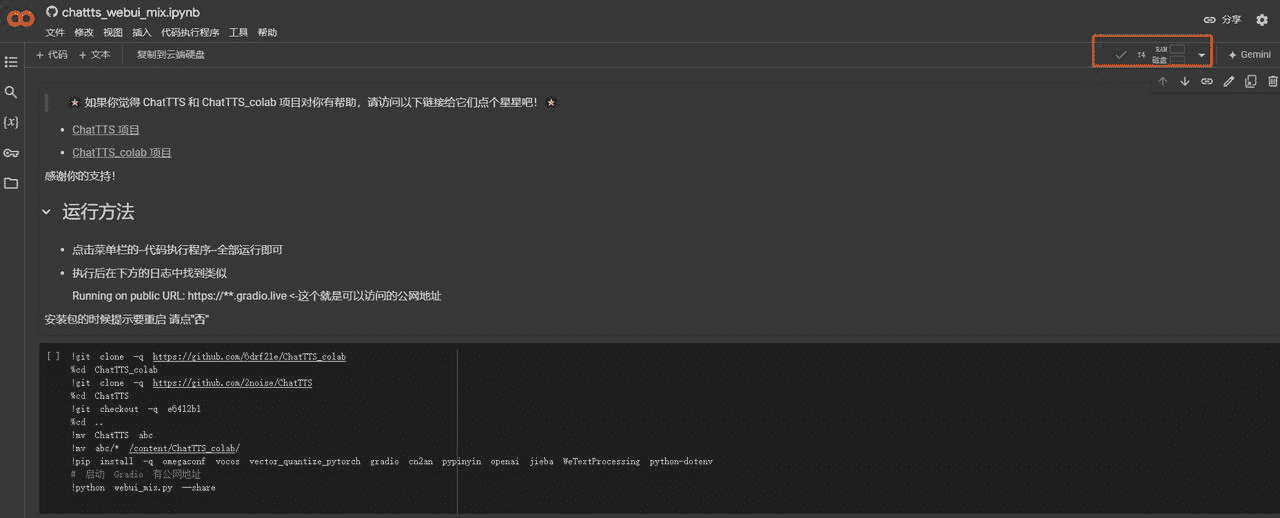 chattts_webui_mix.ipynb
文件 修改 视图 插入 代码执行程序 工具 帮助
分享
+ 代码 + 文本 复制到云端硬盘
T4 RAM 磁盘
Gemini
{x}
如果你觉得 ChatTTS 和 ChatTTS_colab 项目对你有帮助，请访问以下链接给它们点个星星吧！
• ChatTTS 项目
• ChatTTS_colab 项目
感谢你的支持！
运行方法
• 点击菜单栏的--代码执行程序--全部运行即可
• 执行后在下方的日志中找到类似
Running on public URL: https://**.gradio.live <-这个就是可以访问的公网地址
安装包的时候提示要重启 请点"否"
[ ] !git clone -q https://github.com/6drf21e/ChatTTS_colab
%cd ChatTTS_colab
!git clone -q https://github.com/2noise/ChatTTS
%cd ChatTTS
!git checkout -q e6412b1
%cd ..
!mv ChatTTS abc
!mv abc/* /content/ChatTTS_colab/
!pip install -q omegaconf vocos vector_quantize_pytorch gradio cn2an pypinyin openai jieba WeTextProcessing python-dotenv
# 启动 Gradio 有公网地址
!python webui_mix.py --share